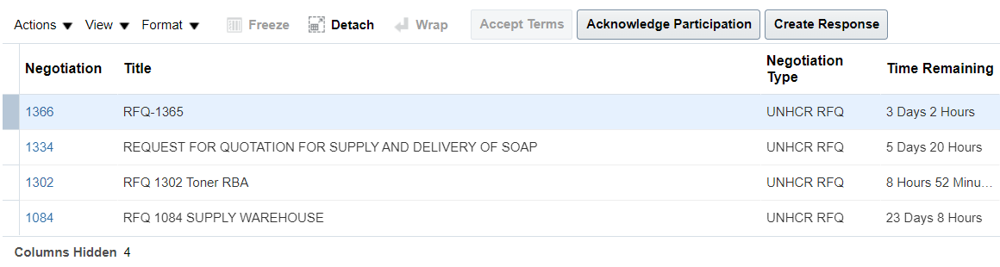 Actions View Format Freeze Detach Wrap Accept Terms Acknowledge Participation Create Response
Negotiation Title Negotiation Type Time Remaining
1366 RFQ-1365 UNHCR RFQ 3 Days 2 Hours
1334 REQUEST FOR QUOTATION FOR SUPPLY AND DELIVERY OF SOAP UNHCR RFQ 5 Days 20 Hours
1302 RFQ 1302 Toner RBA UNHCR RFQ 8 Hours 52 Minu...
1084 RFQ 1084 SUPPLY WAREHOUSE UNHCR RFQ 23 Days 8 Hours
Columns Hidden 4